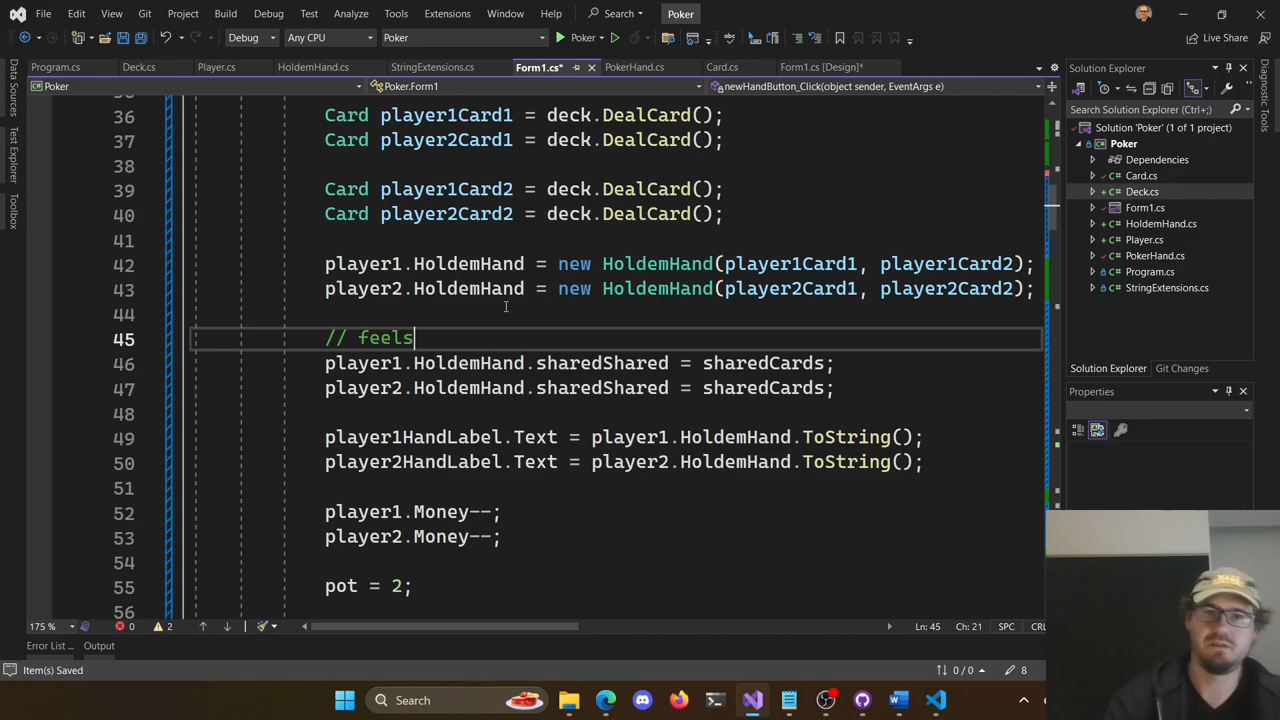 File Edit View Git Project Build Debug Test Analyze Tools Extensions Window Help Search Poker
Debug Any CPU Poker Poker Live Share
Program.cs Deck.cs Player.cs HoldemHand.cs StringExtensions.cs Form1.cs* PokerHand.cs Card.cs Form1.cs [Design]*
Poker Poker.Form1 newHandButton_Click(object sender, EventArgs e)
Data Sources
Test Explorer
Toolbox
36 Card player1Card1 = deck.DealCard();
37 Card player2Card1 = deck.DealCard();
38
39 Card player1Card2 = deck.DealCard();
40 Card player2Card2 = deck.DealCard();
41
42 player1.HoldemHand = new HoldemHand(player1Card1, player1Card2);
43 player2.HoldemHand = new HoldemHand(player2Card1, player2Card2);
44
45 // feels
46 player1.HoldemHand.sharedShared = sharedCards;
47 player2.HoldemHand.sharedShared = sharedCards;
48
49 player1HandLabel.Text = player1.HoldemHand.ToString();
50 player2HandLabel.Text = player2.HoldemHand.ToString();
51
52 player1.Money--;
53 player2.Money--;
54
55 pot = 2;
56
175 % 0 2 Ln: 45 Ch: 21 SPC CRL
Error List ... Output
Item(s) Saved 0 / 0 8
Solution Explorer
Search Solution Explorer (Ctrl+;)
Solution 'Poker' (1 of 1 project)
Poker
Dependencies
Card.cs
Deck.cs
Form1.cs
HoldemHand.cs
Player.cs
PokerHand.cs
Program.cs
StringExtensions.cs
Solution Explorer Git Changes
Properties
Diagnostic Tools
Search